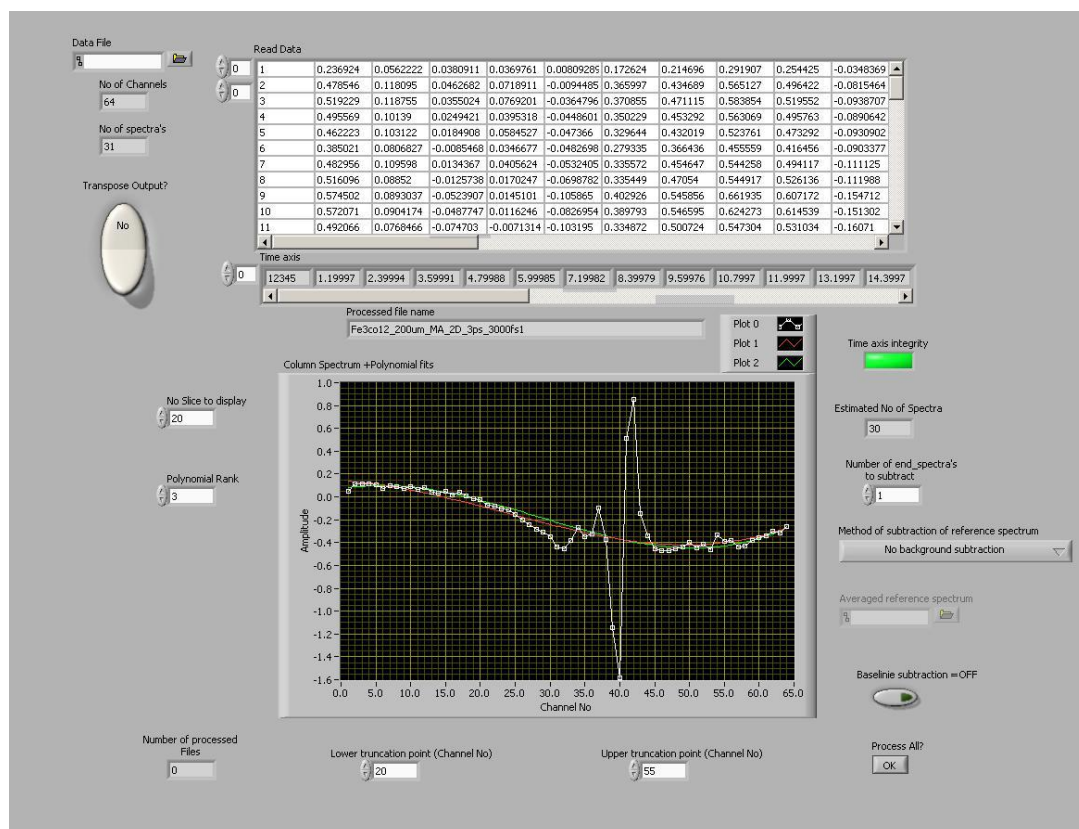 Data File
No of Channels
64
No of spectra's
31
Transpose Output?
No
Read Data
0
0
1 0.236924 0.0562222 0.0380911 0.0369761 0.00809289 0.172624 0.214696 0.291907 0.254425 -0.0348369
2 0.478546 0.118095 0.0462682 0.0718911 -0.0094485 0.365997 0.434689 0.565127 0.496422 -0.0815464
3 0.519229 0.118755 0.0355024 0.0769201 -0.0364796 0.370855 0.471115 0.583854 0.519552 -0.0938707
4 0.495569 0.10139 0.0249421 0.0395318 -0.0448601 0.350229 0.453292 0.563069 0.495763 -0.0890642
5 0.462223 0.103122 0.0184908 0.0584527 -0.047366 0.329644 0.432019 0.523761 0.473292 -0.0930902
6 0.385021 0.0806827 -0.0085468 0.0346677 -0.0482698 0.279335 0.366436 0.455559 0.416456 -0.0903377
7 0.482956 0.109598 0.0134367 0.0405624 -0.0532405 0.335572 0.454647 0.544258 0.494117 -0.111125
8 0.516096 0.08852 -0.0125738 0.0170247 -0.0698782 0.335449 0.47054 0.544917 0.526136 -0.111988
9 0.574502 0.0893037 -0.0523907 0.0145101 -0.105865 0.402926 0.545856 0.661935 0.607172 -0.154712
10 0.572071 0.0904174 -0.0487747 0.0116246 -0.0826954 0.389793 0.546595 0.624273 0.614539 -0.151302
11 0.492066 0.0768466 -0.074703 -0.0071314 -0.103195 0.334872 0.500724 0.547304 0.531034 -0.16071
Time axis
0 12345 1.19997 2.39994 3.59991 4.79988 5.99985 7.19982 8.39979 9.59976 10.7997 11.9997 13.1997 14.3997
Processed file name
Fe3co12_200um_MA_2D_3ps_3000fs1
Plot 0
Plot 1
Plot 2
Column Spectrum +Polynomial fits
1.0
0.8
0.6
0.4
0.2
0.0
-0.2
-0.4
-0.6
-0.8
-1.0
-1.2
-1.4
-1.6
Amplitude
0.0 5.0 10.0 15.0 20.0 25.0 30.0 35.0 40.0 45.0 50.0 55.0 60.0 65.0
Channel No
No Slice to display
20
Polynomial Rank
3
Time axis integrity
Estimated No of Spectra
30
Number of end_spectra's
to subtract
1
Method of subtraction of reference spectrum
No background subtraction
Averaged reference spectrum
Baselinie subtraction =OFF
Number of processed
Files
0
Lower truncation point (Channel No)
20
Upper truncation point (Channel No)
55
Process All?
OK